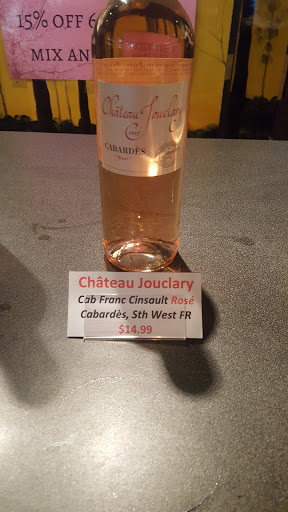 15% OFF 6
MIX AN
Château Jouclary
CABARDÈS
Château Jouclary
Cab Franc Cinsault Rosé
Cabardès, Sth West FR
$14.99